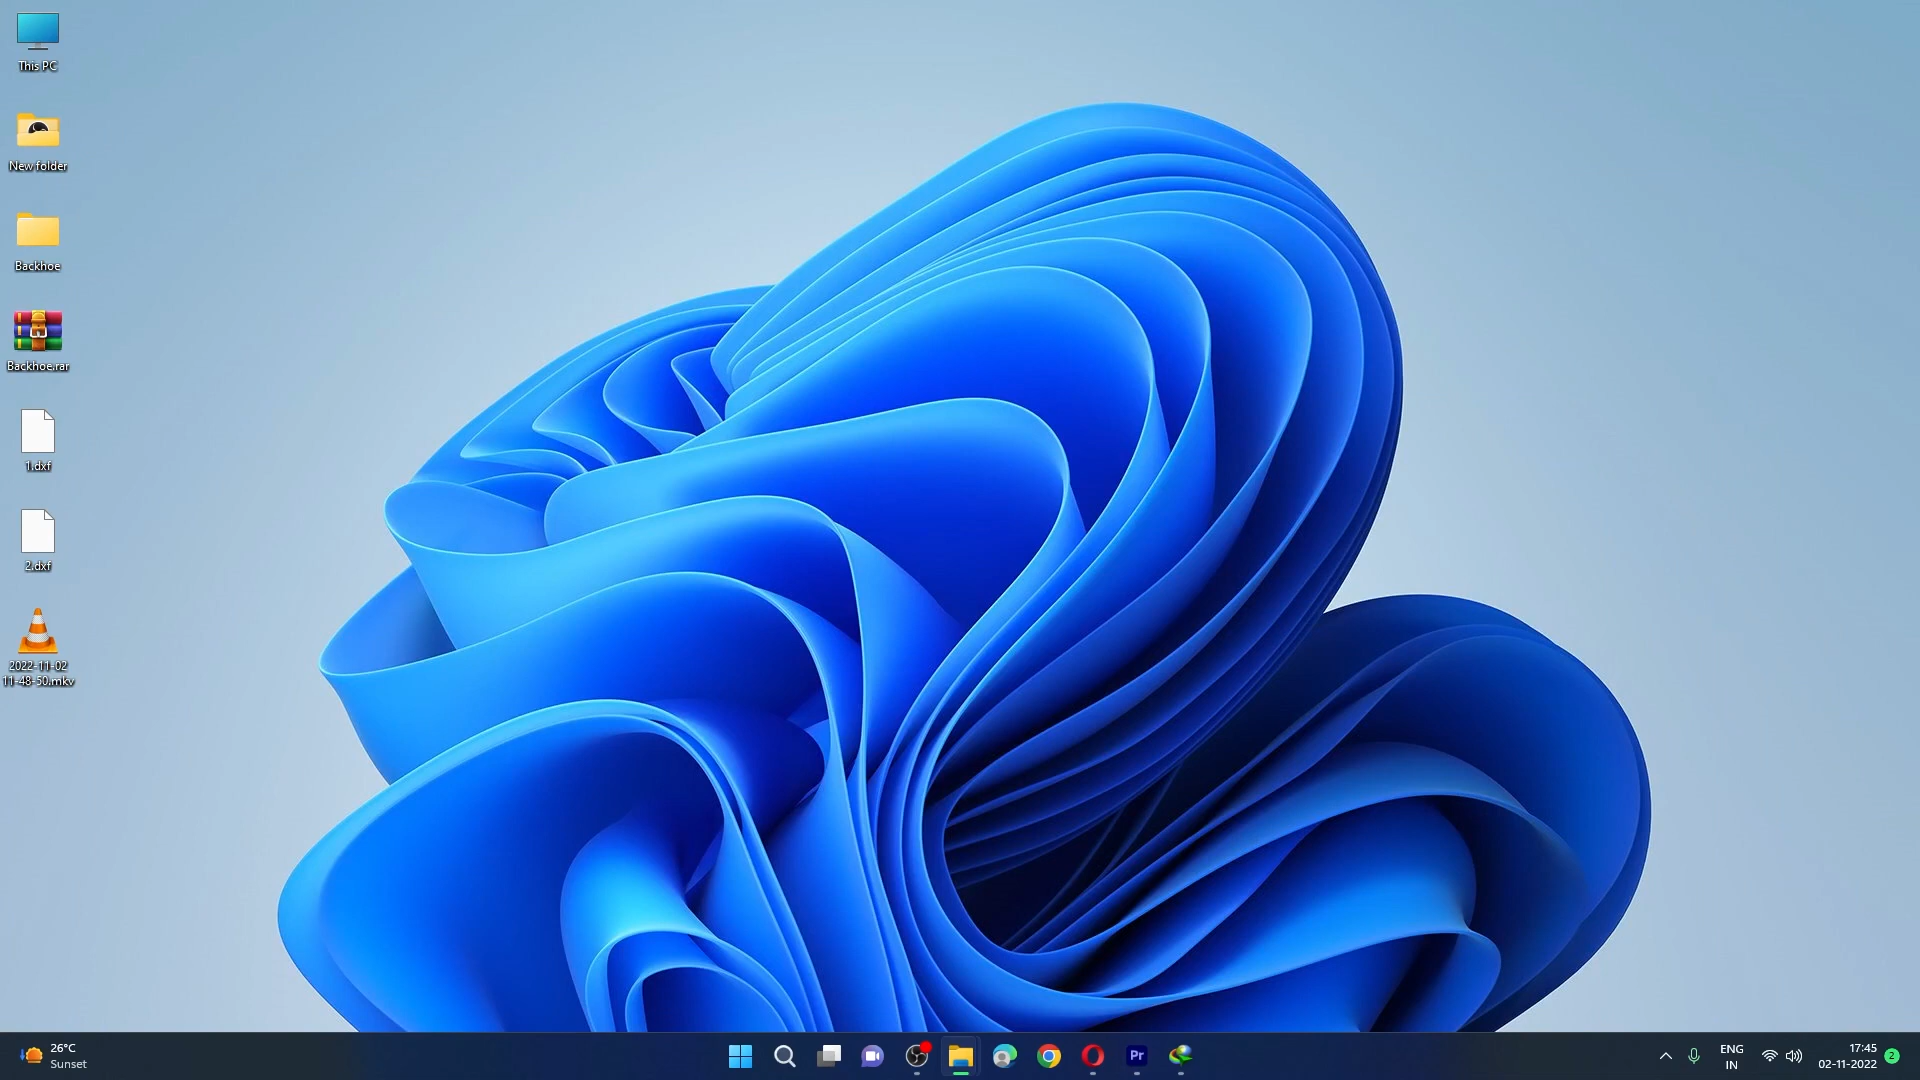 This PC
New folder
Backhoe
Backhoe.rar
1.dxf
2.dxf
2022-11-02
11-48-50.mkv
26°C
Sunset
Pr
ENG
IN
17:45
02-11-2022
2